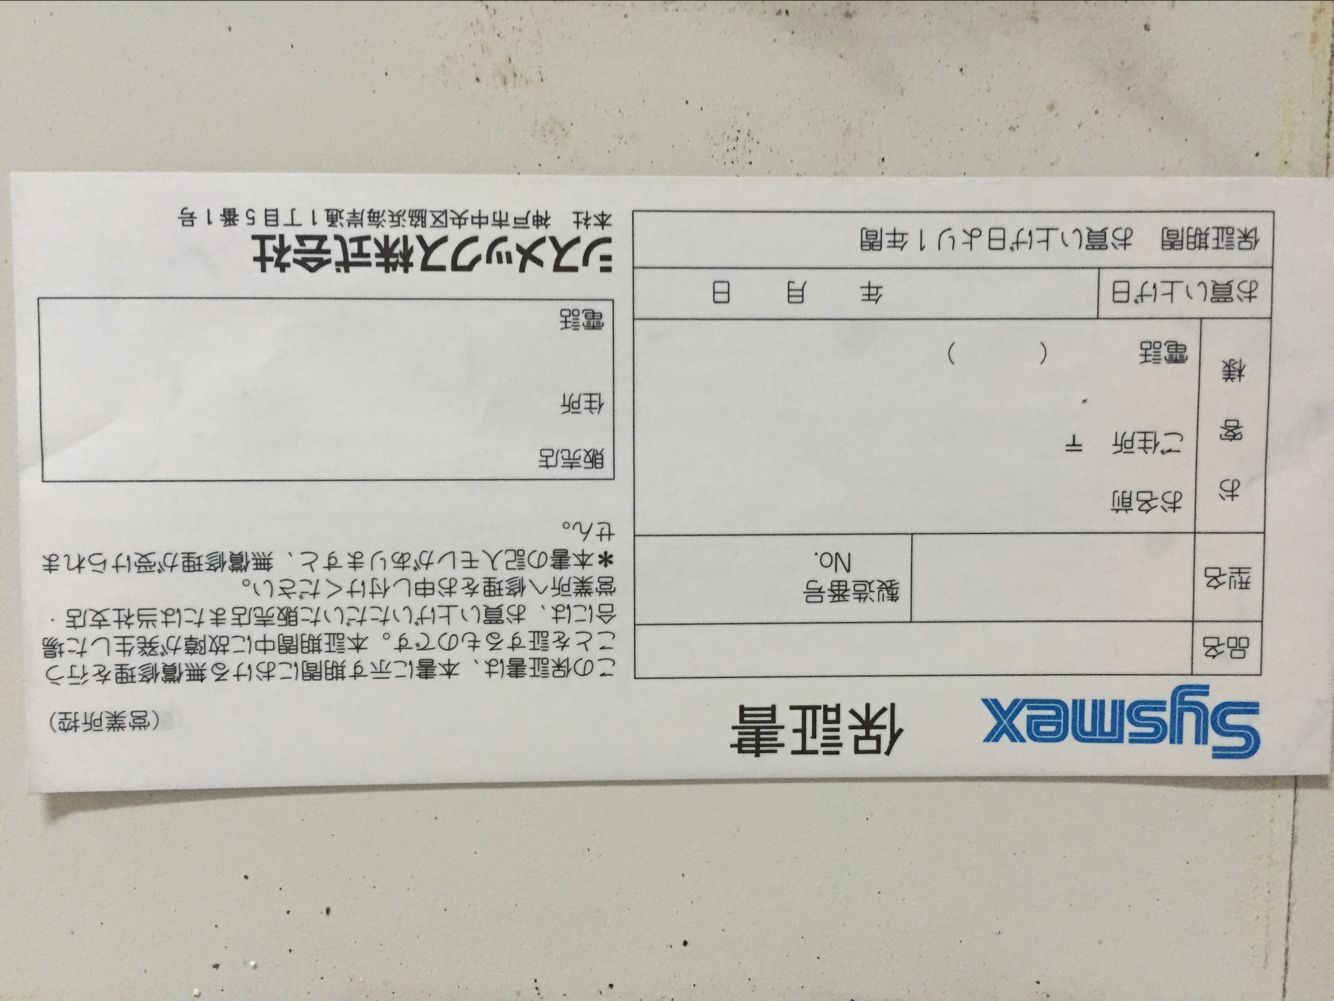 Sysmex 保証書
品名
型名 製造番号 No.
お客様
お名前
ご住所 〒
電話 ( )
お買い上げ日 年 月 日
保証期間 お買い上げ日より1年間
(営業所控)
この保証書は、本書に示す期間における無償修理を行う
ことを証するものです。本証期間中に故障が発生した場
合には、お買い上げいただいた販売店または当社支店・
営業所へ修理をお申し付けください。
＊本書の記入モレがありますと、無償修理が受けられま
せん。
販売店
住所
電話
シスメックス株式会社
本社 神戸市中央区脇浜海岸通1丁目5番1号